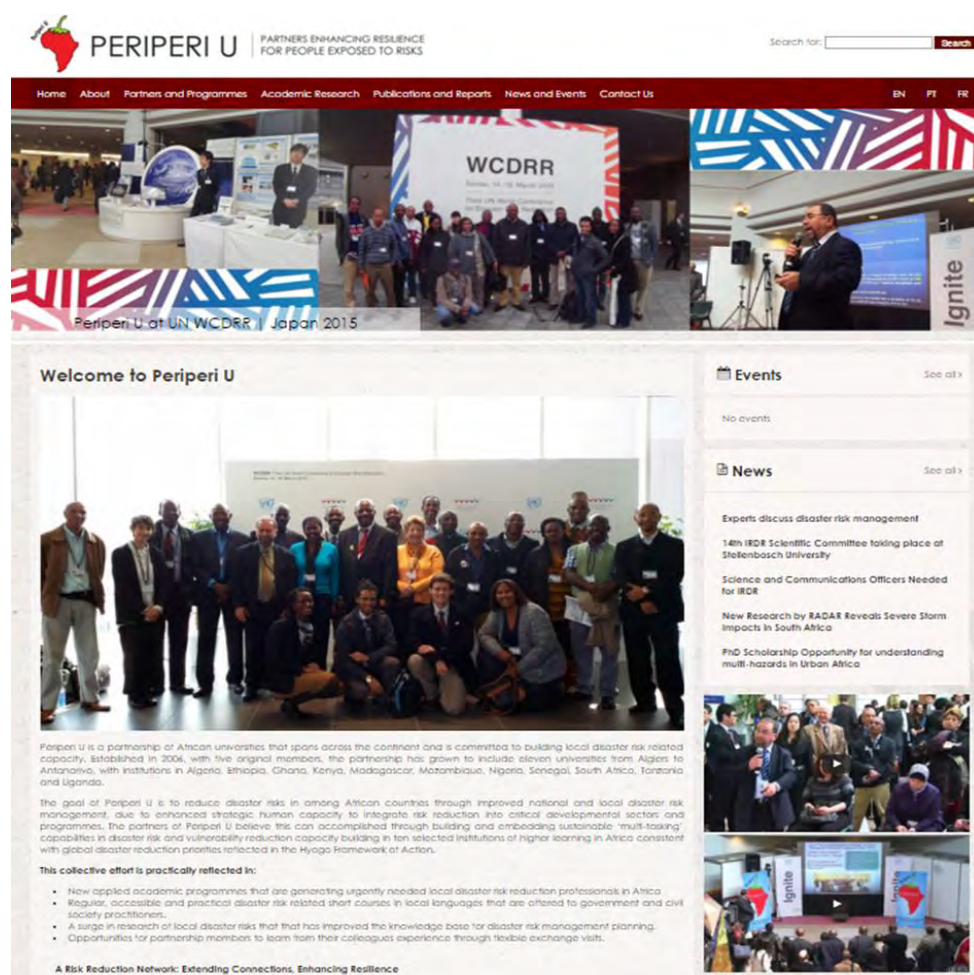 Periperi U
PERIPERI U
PARTNERS ENHANCING RESILIENCE
FOR PEOPLE EXPOSED TO RISKS
Search for:
Search
Home About Partners and Programmes Academic Research Publications and Reports News and Events Contact Us
EN PT FR
WCDRR
Sendai, 14-18 March 2015
Third UN World Conference
Ignite
Periperi U at UN WCDRR | Japan 2015
Welcome to Periperi U
Periperi U is a partnership of African universities that spans across the continent and is committed to building local disaster risk related
capacity. Established in 2006, with five original members, the partnership has grown to include eleven universities from Algiers to
Antanarivo, with institutions in Algeria, Ethiopia, Ghana, Kenya, Madagascar, Mozambique, Nigeria, Senegal, South Africa, Tanzania
and Uganda.
The goal of Periperi U is to reduce disaster risks in among African countries through improved national and local disaster risk
management, due to enhanced strategic human capacity to integrate risk reduction into critical developmental sectors and
programmes. The partners of Periperi U believe this can accomplished through building and embedding sustainable 'multi-tasking'
capabilities in disaster risk and vulnerability reduction capacity building in ten selected institutions of higher learning in Africa consistent
with global disaster reduction priorities reflected in the Hyogo Framework of Action.
This collective effort is practically reflected in:
• New applied academic programmes that are generating urgently needed local disaster risk reduction professionals in Africa
• Regular, accessible and practical disaster risk related short courses in local languages that are offered to government and civil
society practitioners.
• A surge in research of local disaster risks that that has improved the knowledge base for disaster risk management planning.
• Opportunities for partnership members to learn from their colleagues experience through flexible exchange visits.
A Risk Reduction Network: Extending Connections, Enhancing Resilience
Events
See all >
No events
News
See all >
Experts discuss disaster risk management
14th IRDR Scientific Committee taking place at
Stellenbosch University
Science and Communications Officers Needed
for IRDR
New Research by RADAR Reveals Severe Storm
Impacts in South Africa
PhD Scholarship Opportunity for understanding
multi-hazards in Urban Africa
Ignite
Ignite